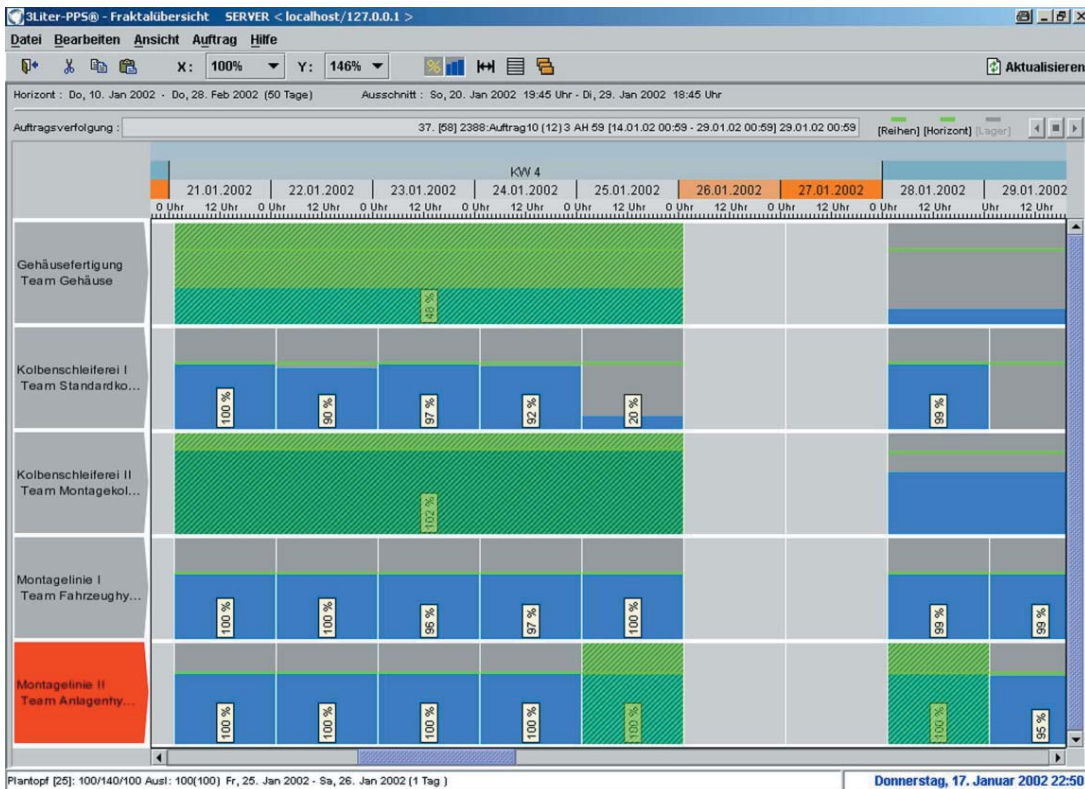 3Liter-PPS® - Fraktalübersicht SERVER < localhost/127.0.0.1 >
Datei Bearbeiten Ansicht Auftrag Hilfe
X: 100% Y: 146% % Aktualisieren
Horizont : Do, 10. Jan 2002 - Do, 28. Feb 2002 (50 Tage) Ausschnitt : So, 20. Jan 2002 19:45 Uhr - Di, 29. Jan 2002 18:45 Uhr
Auftragsverfolgung : 37. [58] 2388:Auftrag10 (12) 3 AH 59 [14.01.02 00:59 - 29.01.02 00:59] 29.01.02 00:59 [Reihen] [Horizont] [Lager]
KW 4
21.01.2002 22.01.2002 23.01.2002 24.01.2002 25.01.2002 26.01.2002 27.01.2002 28.01.2002 29.01.2002
0 Uhr 12 Uhr 0 Uhr 12 Uhr 0 Uhr 12 Uhr 0 Uhr 12 Uhr 0 Uhr 12 Uhr 0 Uhr 12 Uhr 0 Uhr 12 Uhr 0 Uhr 12 Uhr Uhr 12 Uhr
Gehäusefertigung
Team Gehäuse
48 %
Kolbenschleiferei I
Team Standardko...
100 % 90 % 97 % 92 % 20 % 99 %
Kolbenschleiferei II
Team Montagekol...
102 %
Montagelinie I
Team Fahrzeughy...
100 % 100 % 96 % 97 % 100 % 99 % 99 %
Montagelinie II
Team Anlagenhy...
100 % 100 % 100 % 100 % 100 % 100 % 95 %
Plantopf [25]: 100/140/100 Ausl: 100(100) Fr, 25. Jan 2002 - Sa, 26. Jan 2002 (1 Tag ) Donnerstag, 17. Januar 2002 22:50